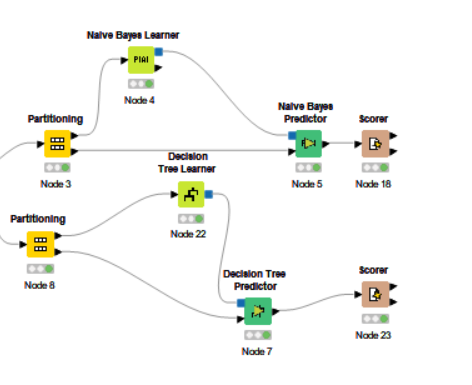 Naive Bayes Learner
P(A|
Node 4
Partitioning
Node 3
Naive Bayes
Predictor
Node 5
Scorer
Node 18
Decision
Tree Learner
Node 22
Partitioning
Node 8
Decision Tree
Predictor
Node 7
Scorer
Node 23